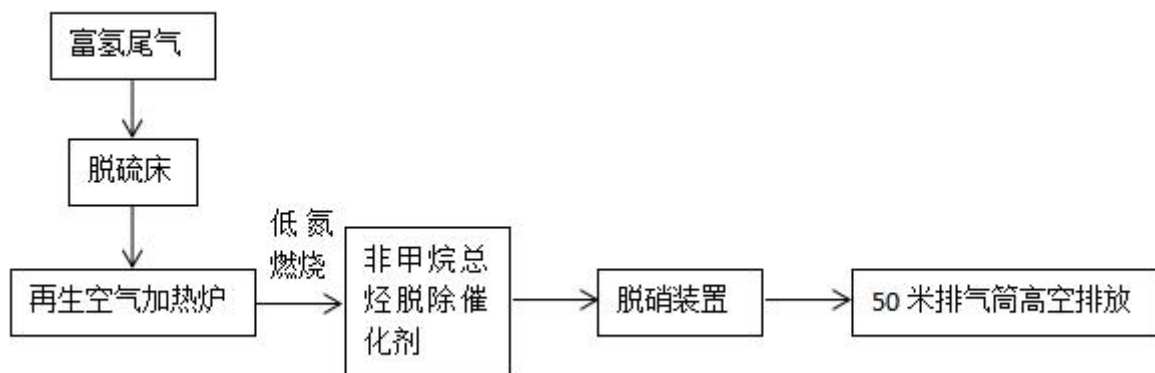 富氢尾气
脱硫床
低氮
燃烧
再生空气加热炉
非甲烷总
烃脱除催
化剂
脱硝装置
50 米排气筒高空排放